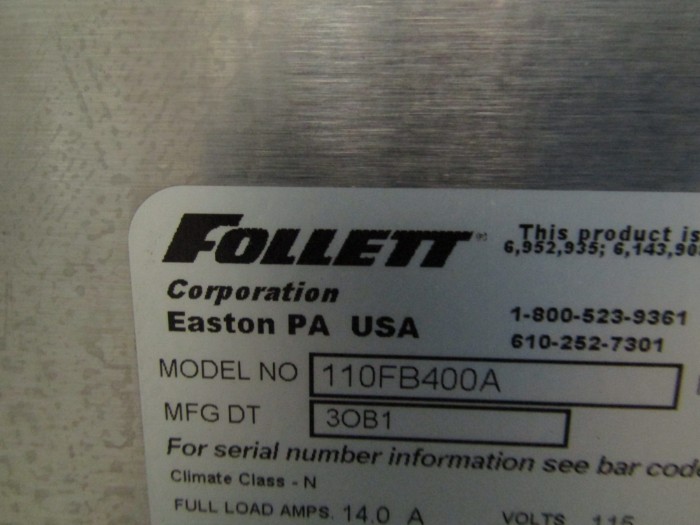 FOLLETT®
This product is
6,952,935; 6,143,90
Corporation
Easton PA USA
1-800-523-9361
610-252-7301
MODEL NO 110FB400A
MFG DT 3OB1
For serial number information see bar cod
Climate Class - N
FULL LOAD AMPS. 14.0 A VOLTS 115